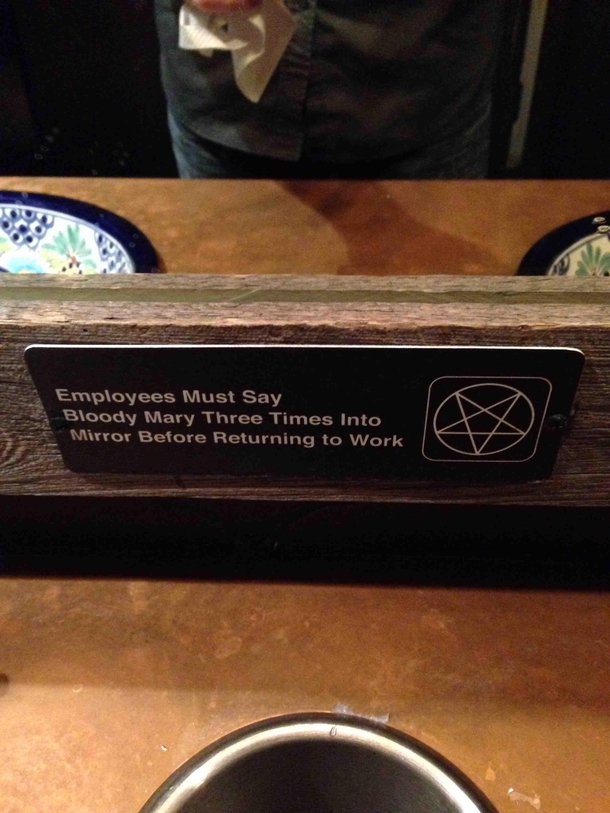 Employees Must Say
Bloody Mary Three Times Into
Mirror Before Returning to Work